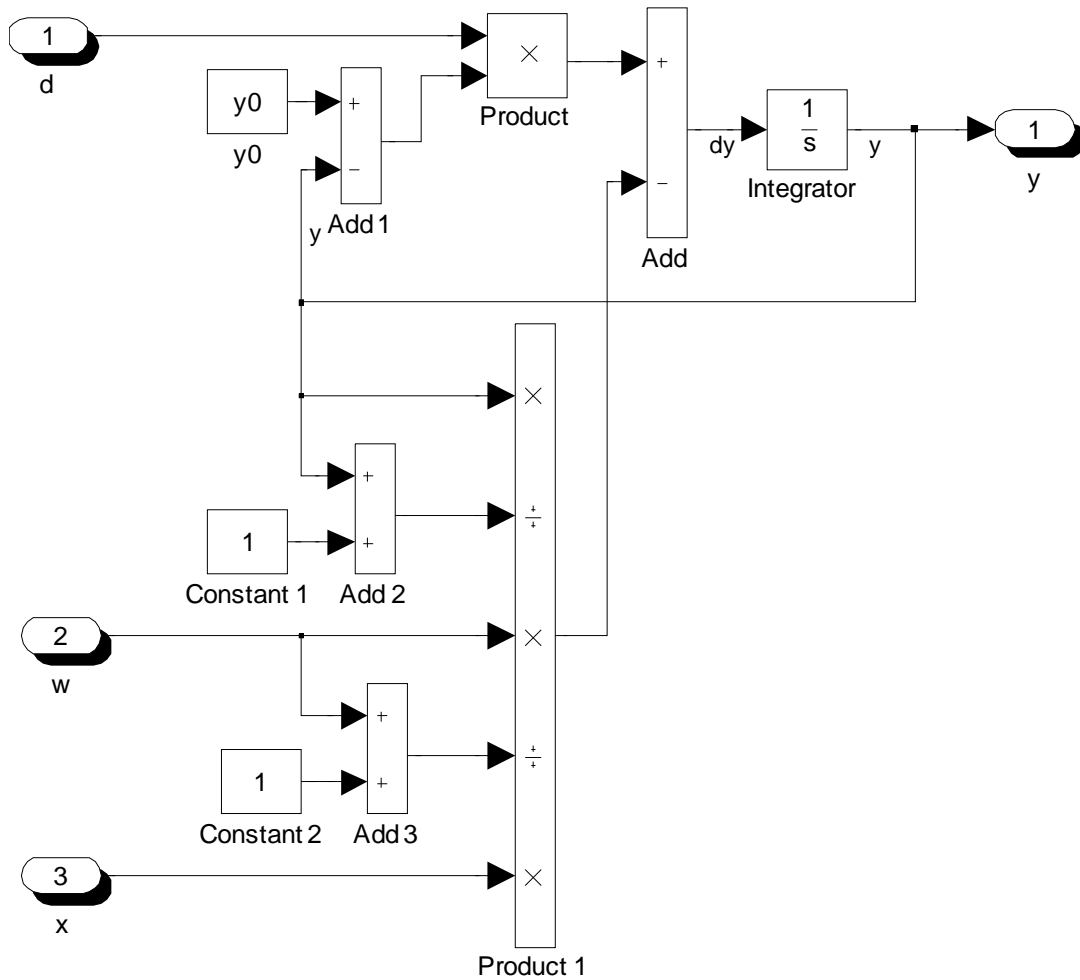 1
d
y0
y0
+
−
Add 1
y
×
Product
+
−
Add
dy
1
s
Integrator
y
1
y
×
÷
×
÷
×
Product 1
+
+
Add 2
1
Constant 1
2
w
+
+
Add 3
1
Constant 2
3
x